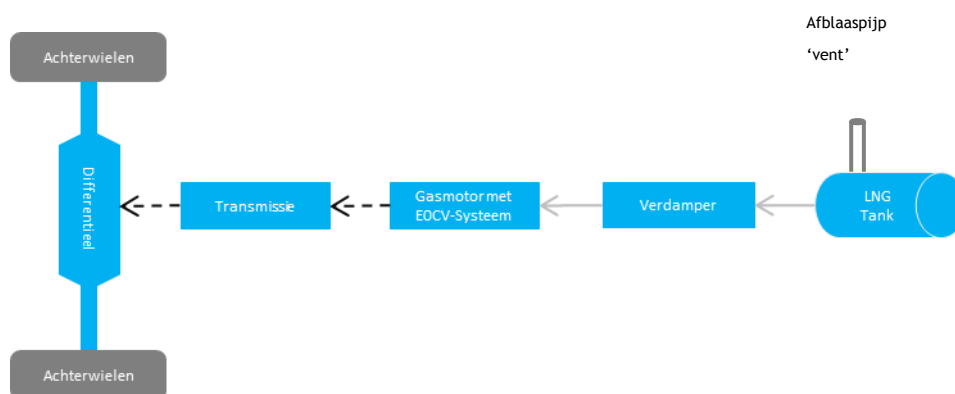 Afblaaspijp
‘vent’
Achterwielen
Differentieel
Transmissie
Gasmotor met
EOCV-Systeem
Verdamper
LNG
Tank
Achterwielen